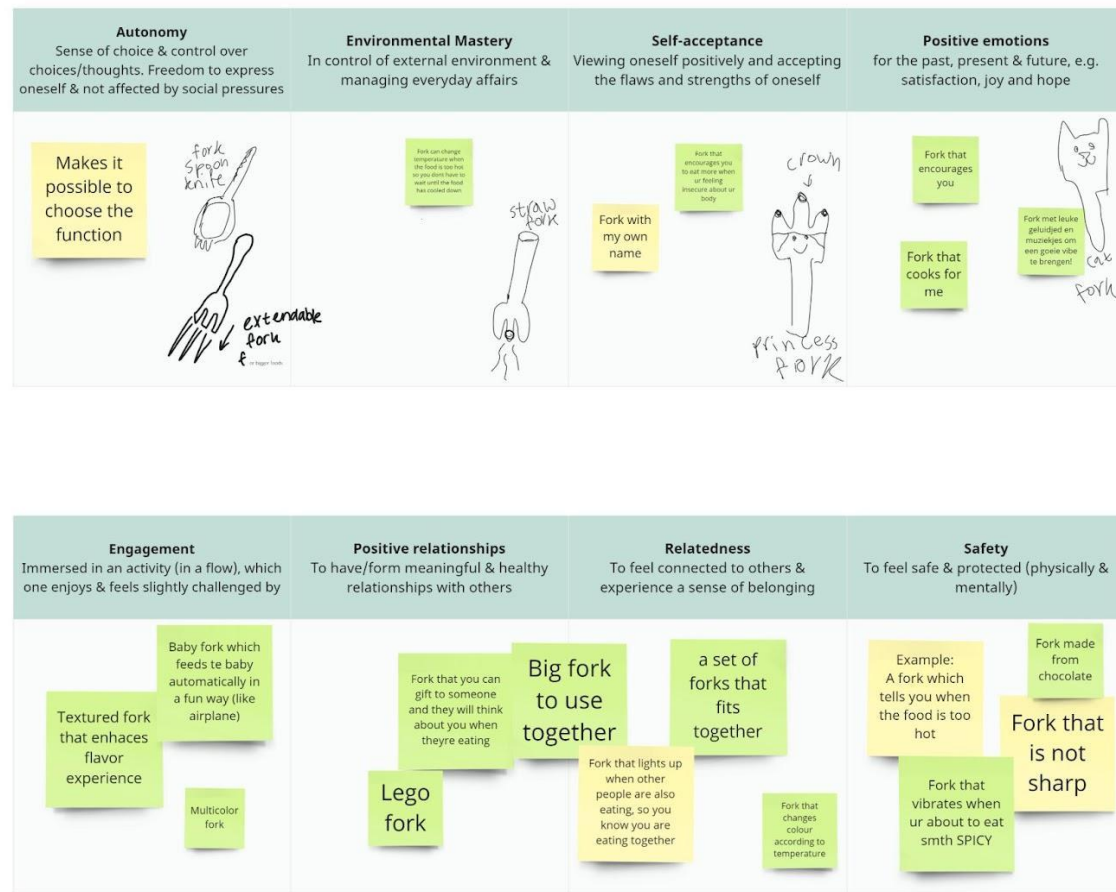 Autonomy
Sense of choice & control over
choices/thoughts. Freedom to express
oneself & not affected by social pressures
Environmental Mastery
In control of external environment &
managing everyday affairs
Self-acceptance
Viewing oneself positively and accepting
the flaws and strengths of oneself
Positive emotions
for the past, present & future, e.g.
satisfaction, joy and hope
Makes it
possible to
choose the
function
fork
spoon
knife
extendable
fork
f or bigger foods
Fork can change
temperature when
the food is too hot
so you dont have to
wait until the food
has cooled down
straw
fork
Fork with
my own
name
Fork that
encourages you
to eat more when
ur feeling
insecure about ur
body
crown
princess
fork
Fork that
encourages
you
Fork that
cooks for
me
Fork met leuke
geluidjed en
muziekjes om
een goeie vibe
te brengen!
cat
fork
Engagement
Immersed in an activity (in a flow), which
one enjoys & feels slightly challenged by
Positive relationships
To have/form meaningful & healthy
relationships with others
Relatedness
To feel connected to others &
experience a sense of belonging
Safety
To feel safe & protected (physically &
mentally)
Baby fork which
feeds te baby
automatically in
a fun way (like
airplane)
Textured fork
that enhaces
flavor
experience
Multicolor
fork
Fork that you can
gift to someone
and they will think
about you when
theyre eating
Big fork
to use
together
Lego
fork
a set of
forks that
fits
together
Fork that lights up
when other
people are also
eating, so you
know you are
eating together
Fork that
changes
colour
according to
temperature
Example:
A fork which
tells you when
the food is too
hot
Fork made
from
chocolate
Fork that
is not
sharp
Fork that
vibrates when
ur about to eat
smth SPICY